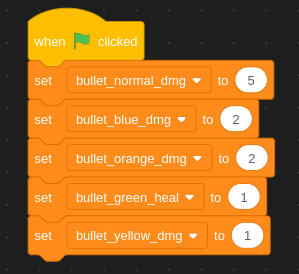 when clicked
set bullet_normal_dmg to 5
set bullet_blue_dmg to 2
set bullet_orange_dmg to 2
set bullet_green_heal to 1
set bullet_yellow_dmg to 1